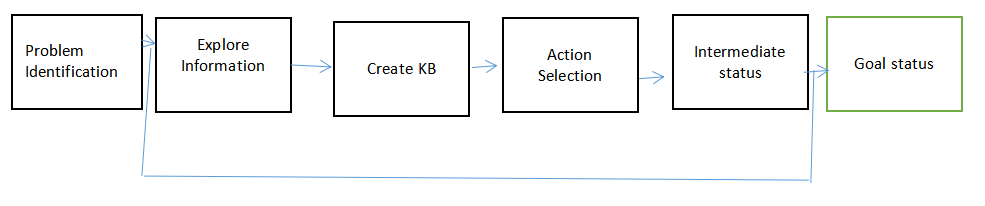 Problem
Identification
Explore
Information
Create KB
Action
Selection
Intermediate
status
Goal status